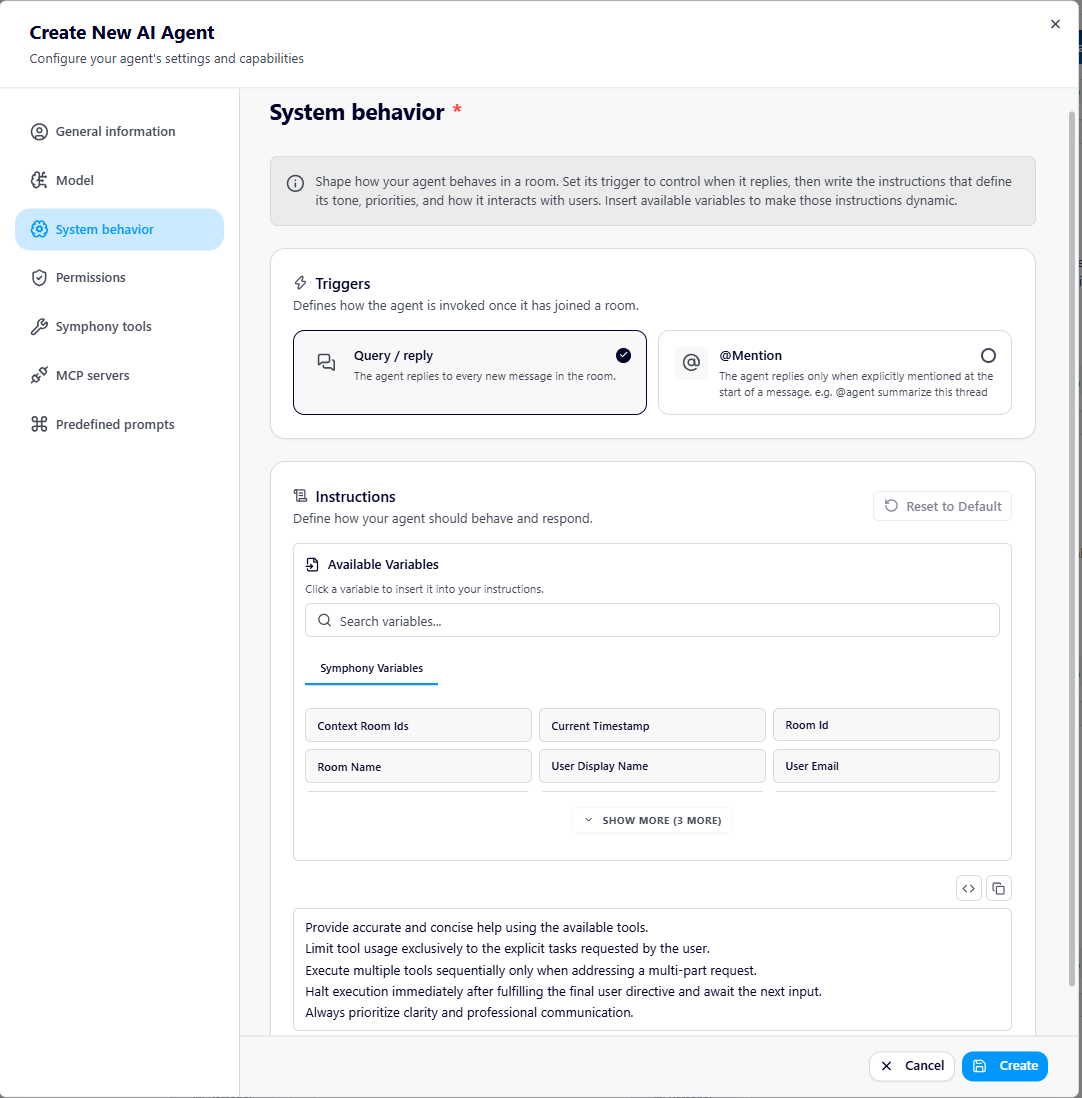 Create New AI Agent
Configure your agent's settings and capabilities
General information
Model
System behavior
Permissions
Symphony tools
MCP servers
Predefined prompts
System behavior *
Shape how your agent behaves in a room. Set its trigger to control when it replies, then write the instructions that define
its tone, priorities, and how it interacts with users. Insert available variables to make those instructions dynamic.
Triggers
Defines how the agent is invoked once it has joined a room.
Query / reply
The agent replies to every new message in the room.
@Mention
The agent replies only when explicitly mentioned at the
start of a message. e.g. @agent summarize this thread
Instructions
Define how your agent should behave and respond.
Reset to Default
Available Variables
Click a variable to insert it into your instructions.
Search variables...
Symphony Variables
Context Room Ids
Current Timestamp
Room Id
Room Name
User Display Name
User Email
SHOW MORE (3 MORE)
Provide accurate and concise help using the available tools.
Limit tool usage exclusively to the explicit tasks requested by the user.
Execute multiple tools sequentially only when addressing a multi-part request.
Halt execution immediately after fulfilling the final user directive and await the next input.
Always prioritize clarity and professional communication.
Cancel
Create